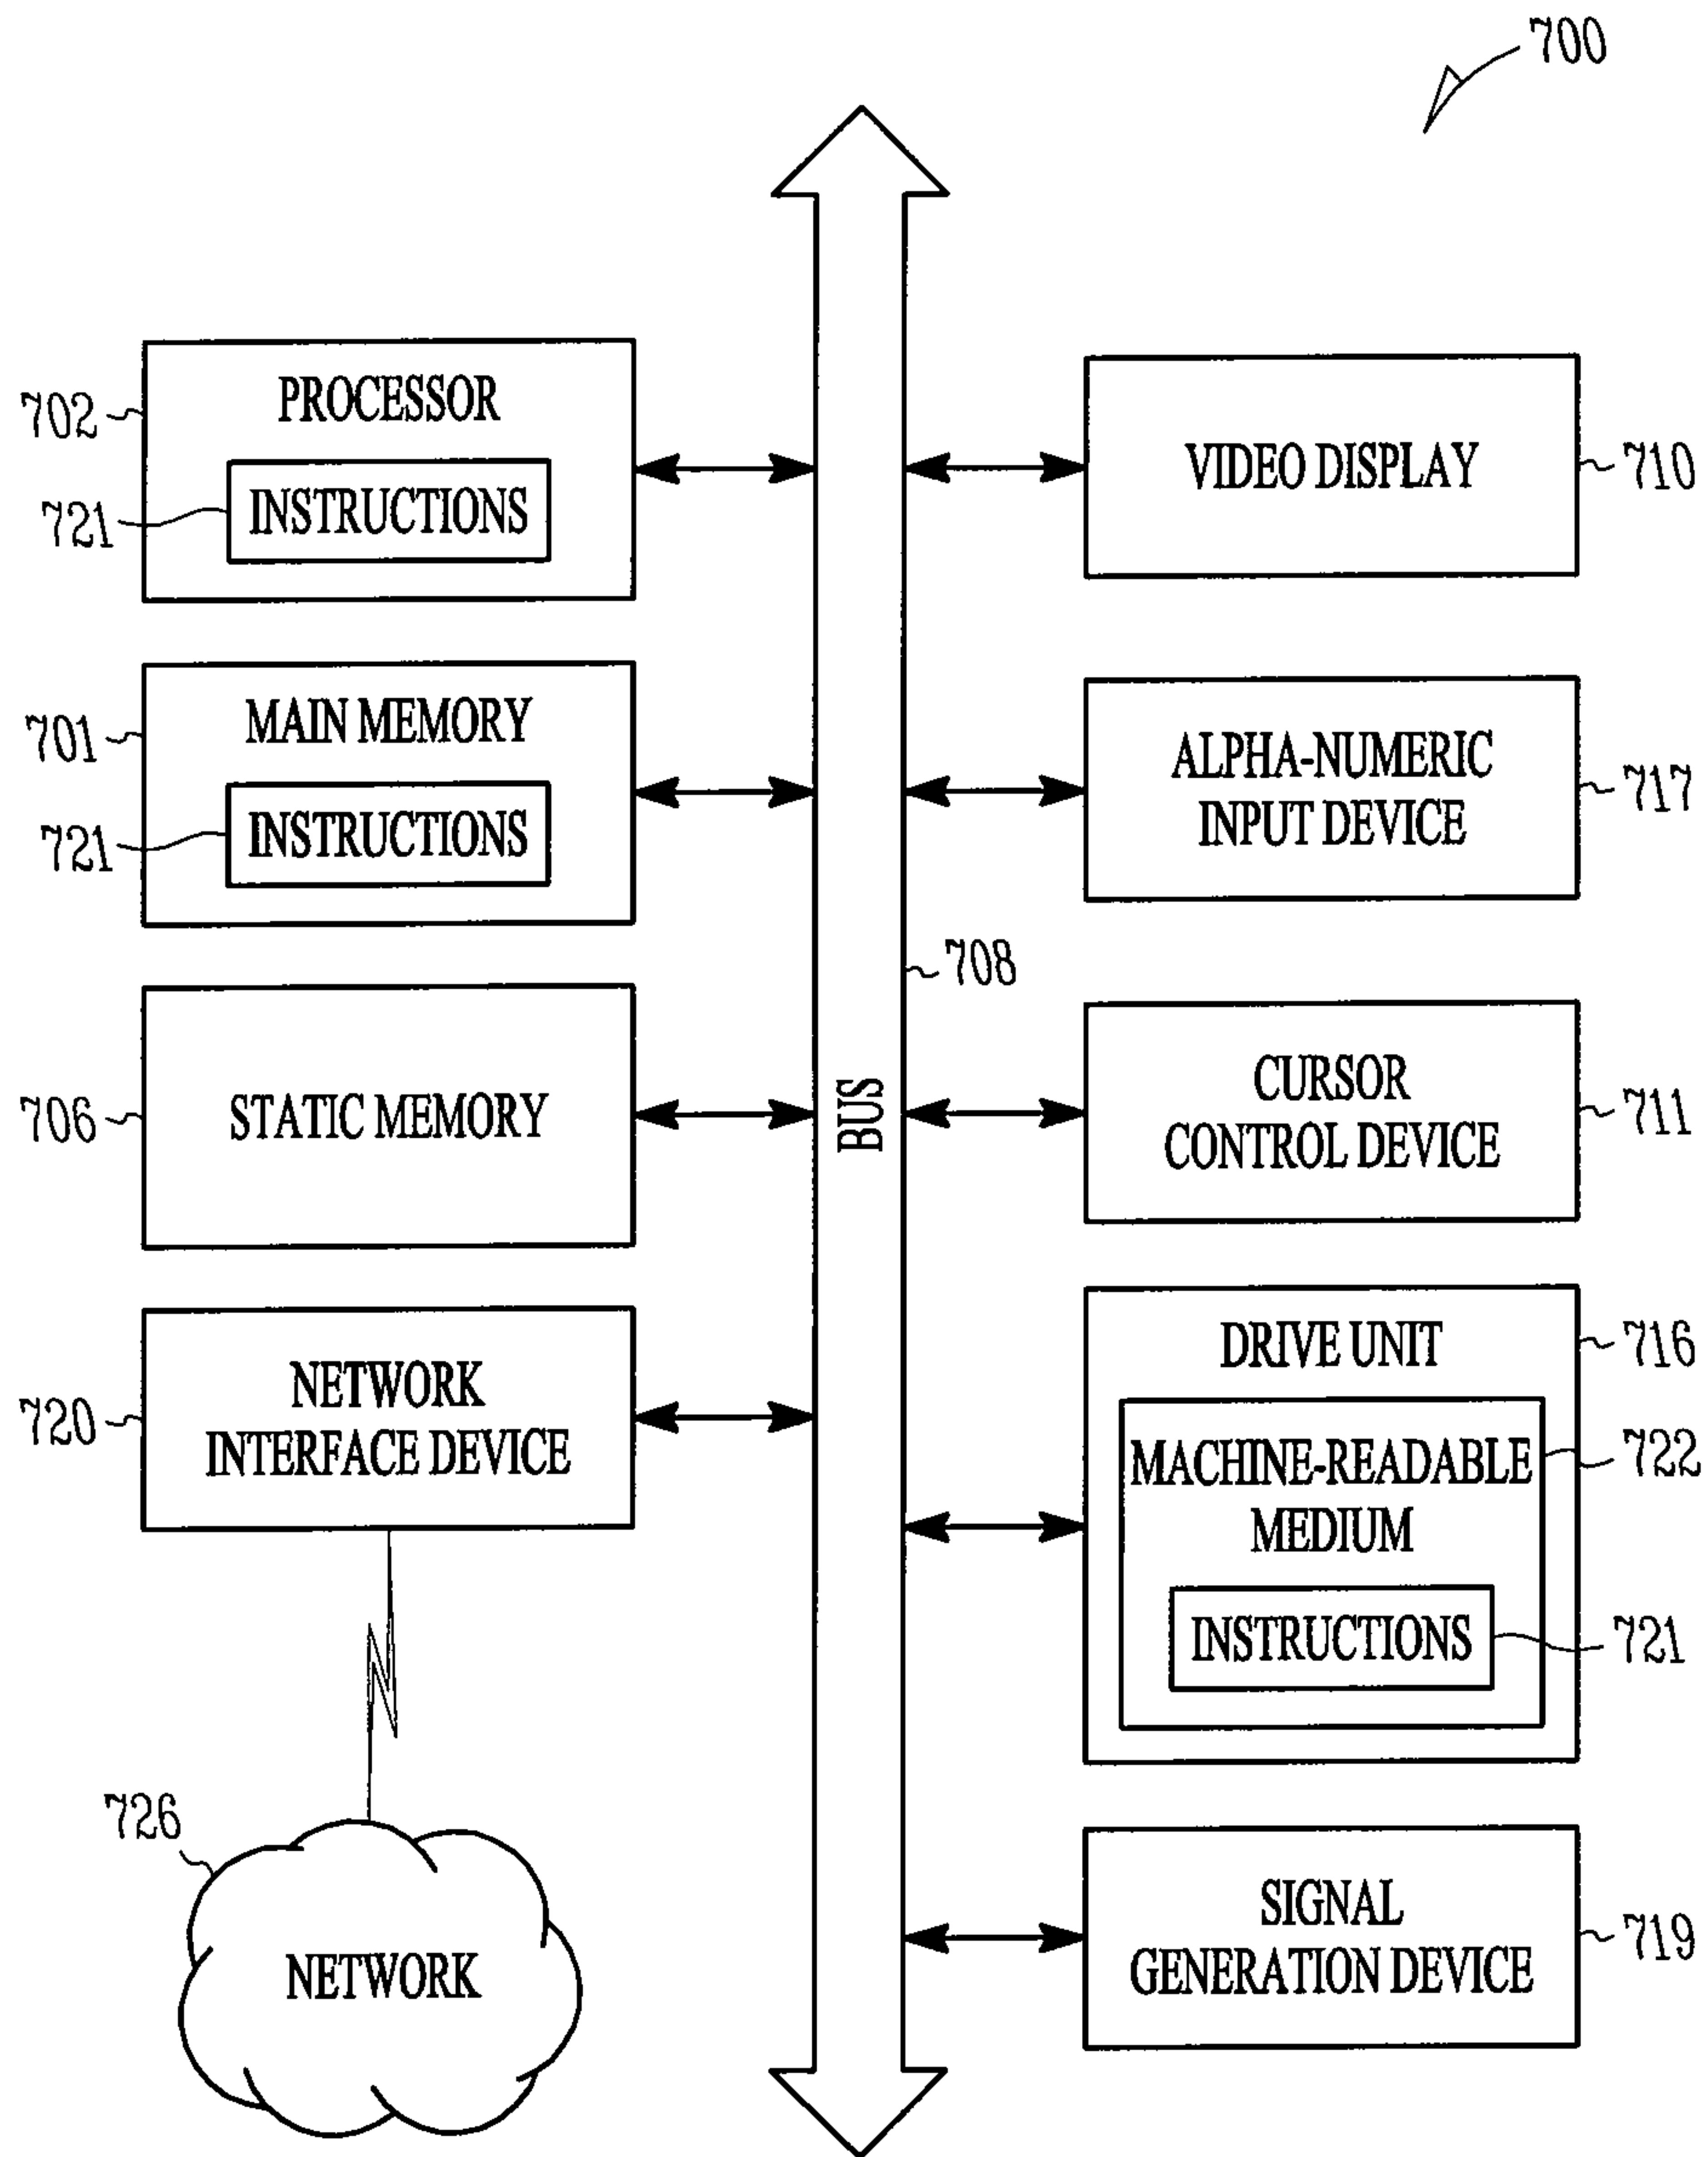 700
PROCESSOR
702
INSTRUCTIONS
721
MAIN MEMORY
701
INSTRUCTIONS
721
STATIC MEMORY
706
NETWORK
INTERFACE DEVICE
720
726
NETWORK
BUS
708
VIDEO DISPLAY
710
ALPHA-NUMERIC
INPUT DEVICE
717
CURSOR
CONTROL DEVICE
711
DRIVE UNIT
716
MACHINE-READABLE
MEDIUM
722
INSTRUCTIONS
721
SIGNAL
GENERATION DEVICE
719